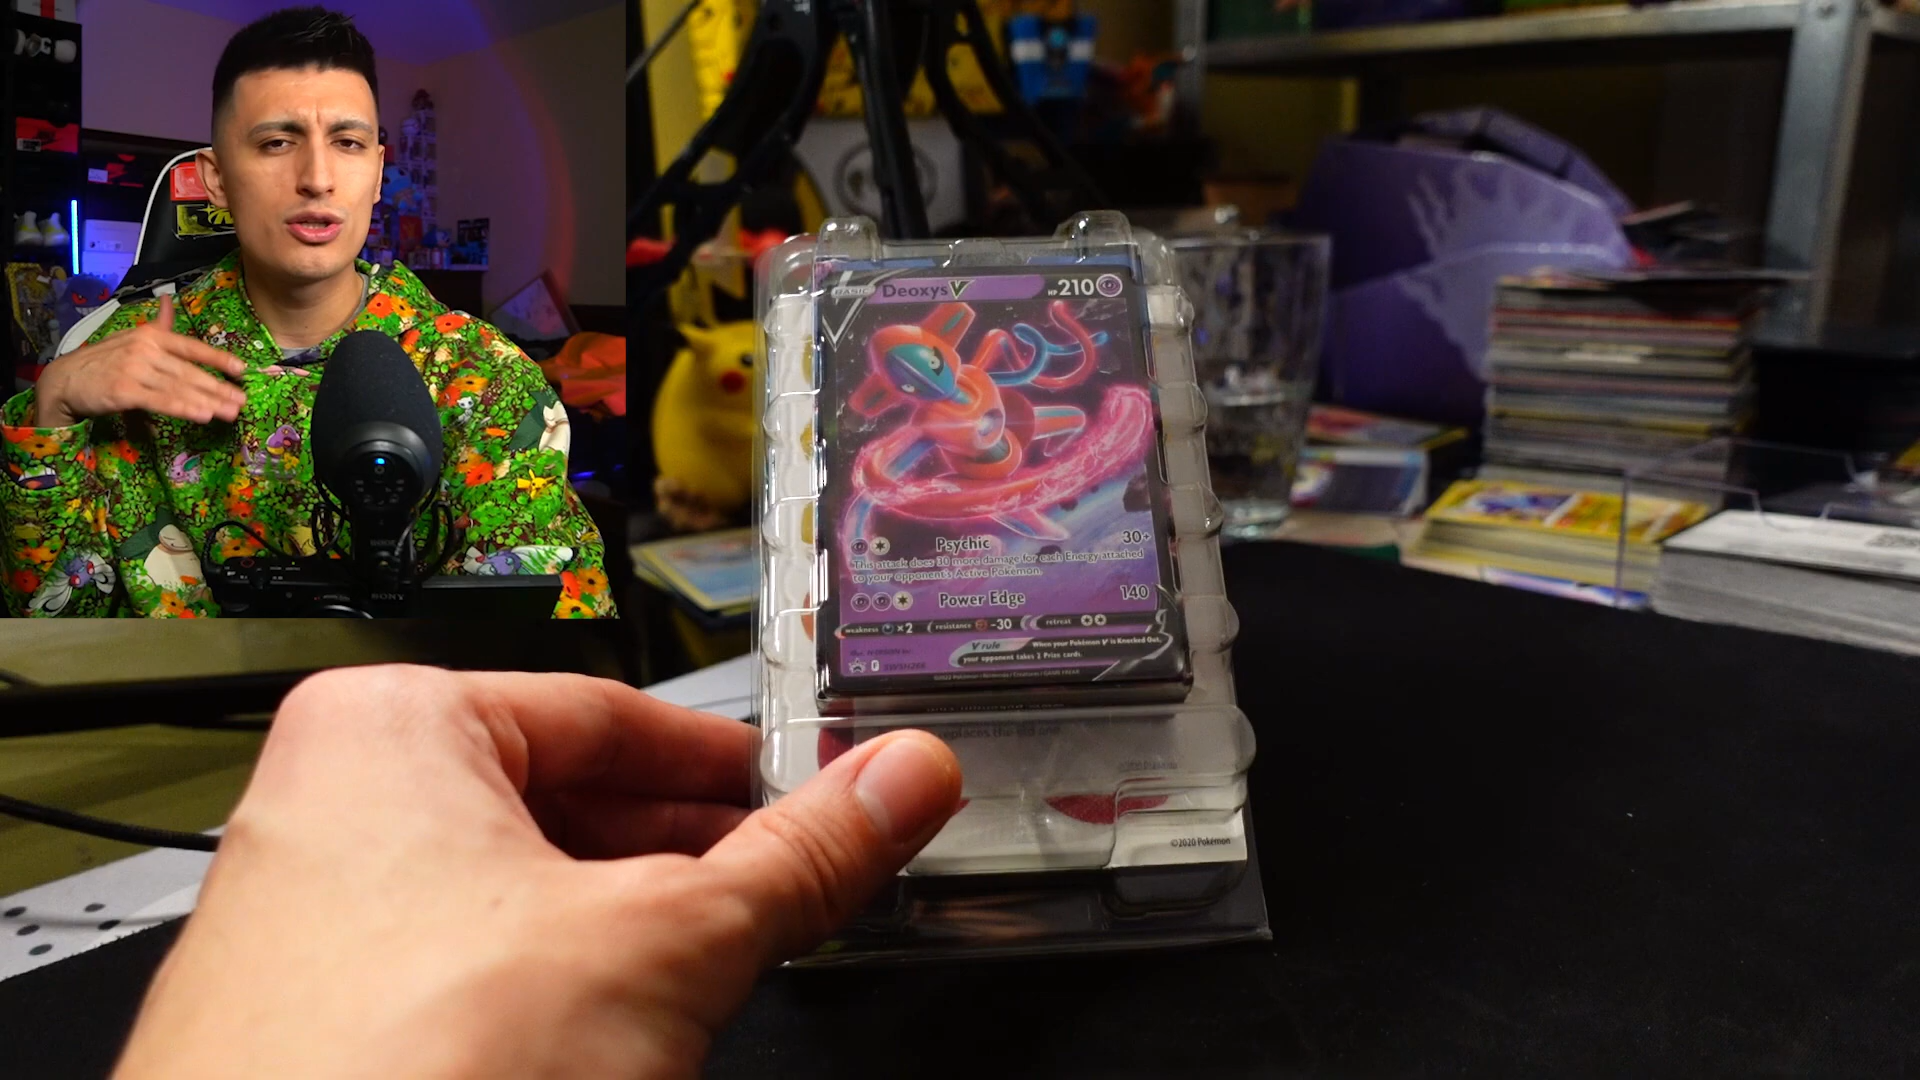 BASIC Deoxys V HP 210
Psychic 30+
This attack does 30 more damage for each Energy attached
to your opponent's Active Pokémon.
Power Edge 140
weakness ×2 resistance -30 retreat
V rule When your Pokémon V is Knocked Out,
your opponent takes 2 Prize cards.
SWSH266
©2022 Pokémon / Nintendo / Creatures / GAME FREAK
replaces the old one.
©2020 Pokémon
SONY